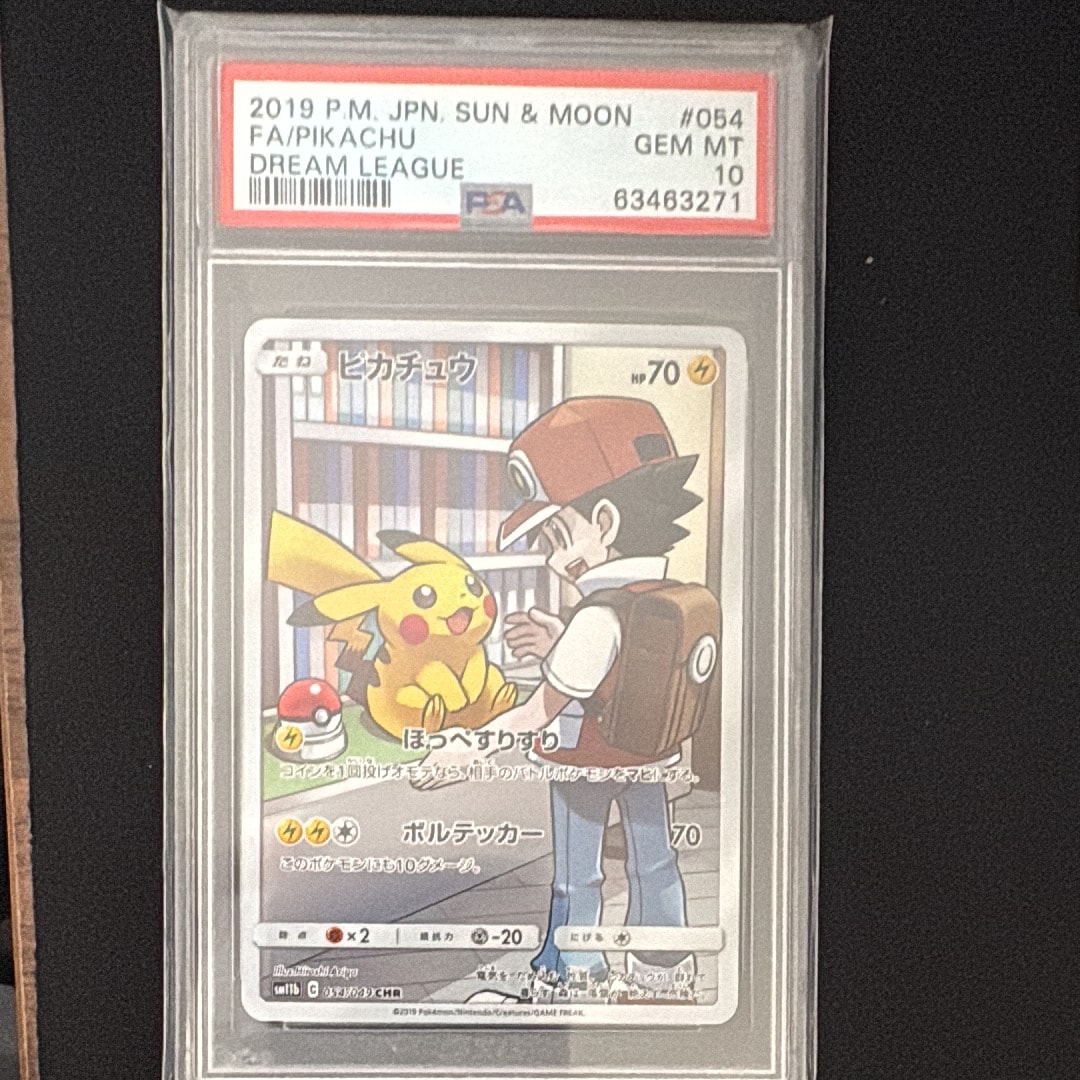 2019 P.M. JPN. SUN & MOON #054
FA/PIKACHU GEM MT
DREAM LEAGUE 10
PSA 63463271
たね ピカチュウ HP70
ほっぺすりすり
コインを1回投げオモテなら、相手のバトルポケモンをマヒにする。
ボルテッカー 70
このポケモンにも10ダメージ。
弱点 ×2 抵抗力 -20 にげる
Illus. Hitoshi Ariga
sm11b C 054/049 CHR
©2019 Pokémon/Nintendo/Creatures/GAME FREAK.